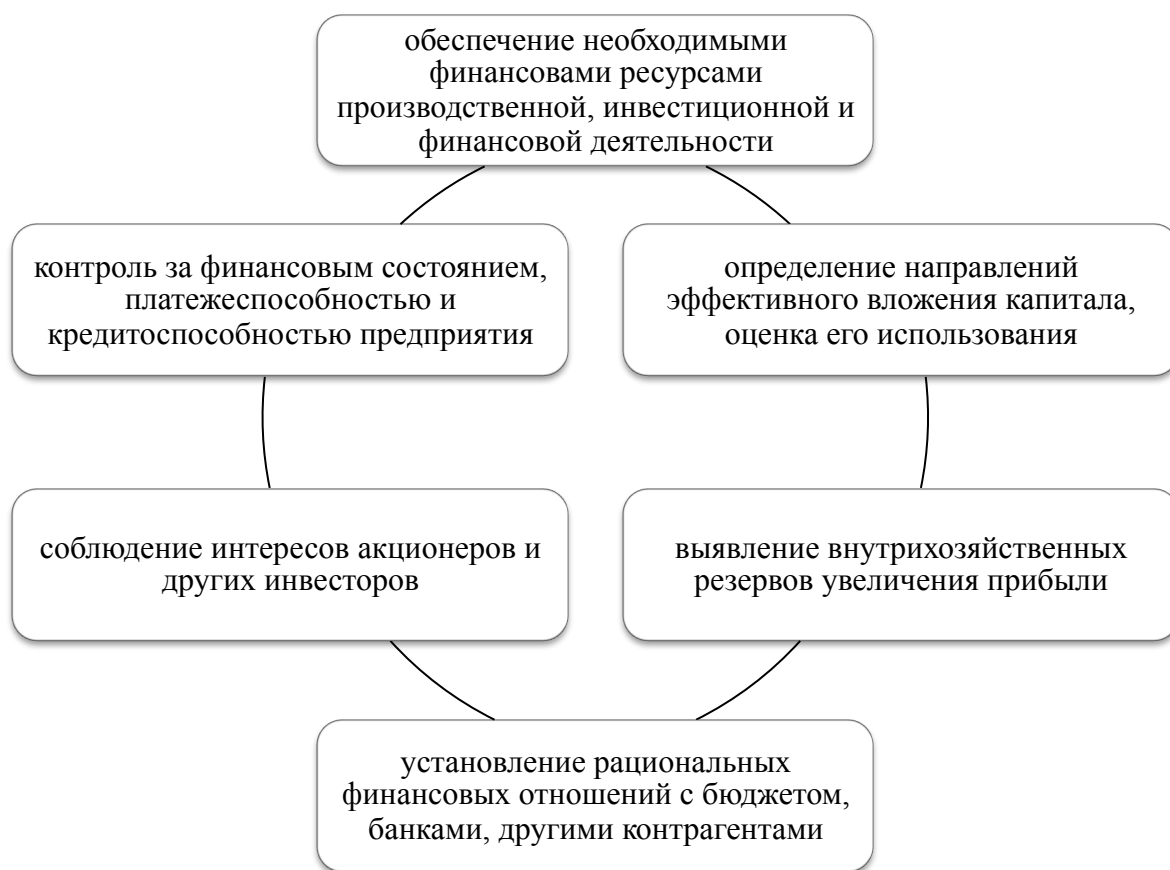 обеспечение необходимыми
финансовами ресурсами
производственной, инвестиционной и
финансовой деятельности
контроль за финансовым состоянием,
платежеспособностью и
кредитоспособностью предприятия
определение направлений
эффективного вложения капитала,
оценка его использования
соблюдение интересов акционеров и
других инвесторов
выявление внутрихозяйственных
резервов увеличения прибыли
установление рациональных
финансовых отношений с бюджетом,
банками, другими контрагентами